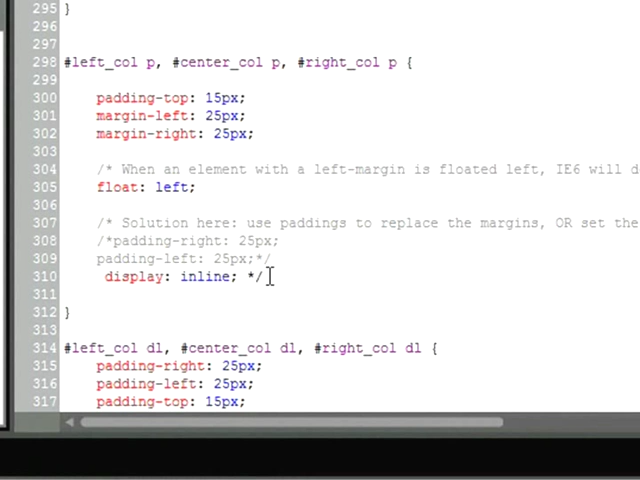 295 }
296
297
298 #left_col p, #center_col p, #right_col p {
299
300 padding-top: 15px;
301 margin-left: 25px;
302 margin-right: 25px;
303
304 /* When an element with a left-margin is floated left, IE6 will d
305 float: left;
306
307 /* Solution here: use paddings to replace the margins, OR set the
308 /*padding-right: 25px;
309 padding-left: 25px;*/
310 display: inline; */
311
312 }
313
314 #left_col dl, #center_col dl, #right_col dl {
315 padding-right: 25px;
316 padding-left: 25px;
317 padding-top: 15px;